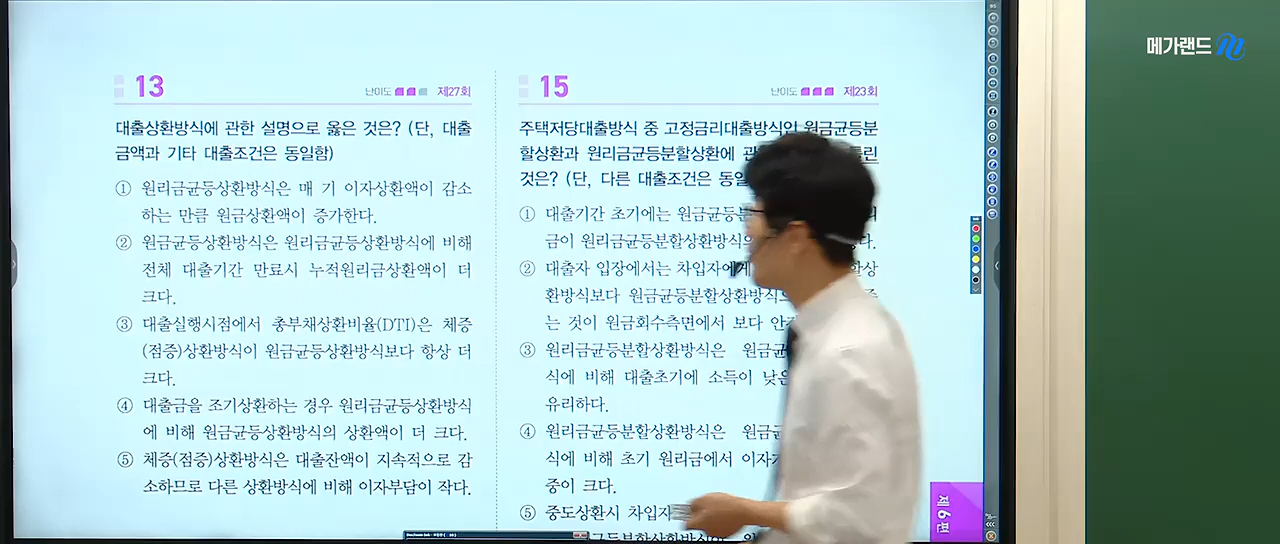 메가랜드
13
난이도 제27회
대출상환방식에 관한 설명으로 옳은 것은? (단, 대출
금액과 기타 대출조건은 동일함)
① 원리금균등상환방식은 매 기 이자상환액이 감소
하는 만큼 원금상환액이 증가한다.
② 원금균등상환방식은 원리금균등상환방식에 비해
전체 대출기간 만료시 누적원리금상환액이 더
크다.
③ 대출실행시점에서 총부채상환비율(DTI)은 체증
(점증)상환방식이 원금균등상환방식보다 항상 더
크다.
④ 대출금을 조기상환하는 경우 원리금균등상환방식
에 비해 원금균등상환방식의 상환액이 더 크다.
⑤ 체증(점증)상환방식은 대출잔액이 지속적으로 감
소하므로 다른 상환방식에 비해 이자부담이 작다.
15
난이도 제23회
주택저당대출방식 중 고정금리대출방식인 원금균등분
할상환과 원리금균등분할상환에 관
것은? (단, 다른 대출조건은 동일
① 대출기간 초기에는 원금균등분
금이 원리금균등분할상환방식
② 대출자 입장에서는 차입자에게
환방식보다 원금균등분할상환방식으
는 것이 원금회수측면에서 보다 안
③ 원리금균등분할상환방식은 원금균
식에 비해 대출초기에 소득이 낮은
유리하다.
④ 원리금균등분할상환방식은 원금균
식에 비해 초기 원리금에서 이자
중이 크다.
⑤ 중도상환시 차입자
제6편